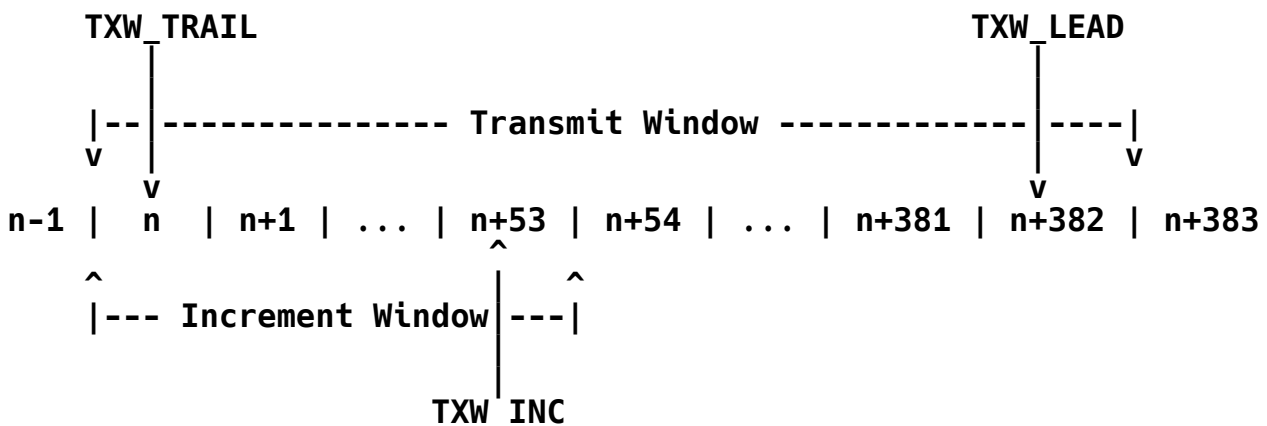 TXW_TRAIL TXW_LEAD
|--|--------------- Transmit Window -------------|----|
v v
v v
n-1 | n | n+1 | ... | n+53 | n+54 | ... | n+381 | n+382 | n+383
^
^ ^
|--- Increment Window|---|
TXW_INC